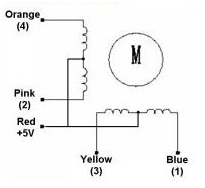 Orange
(4)
M
Pink
(2)
Red
+5V
Yellow
(3)
Blue
(1)